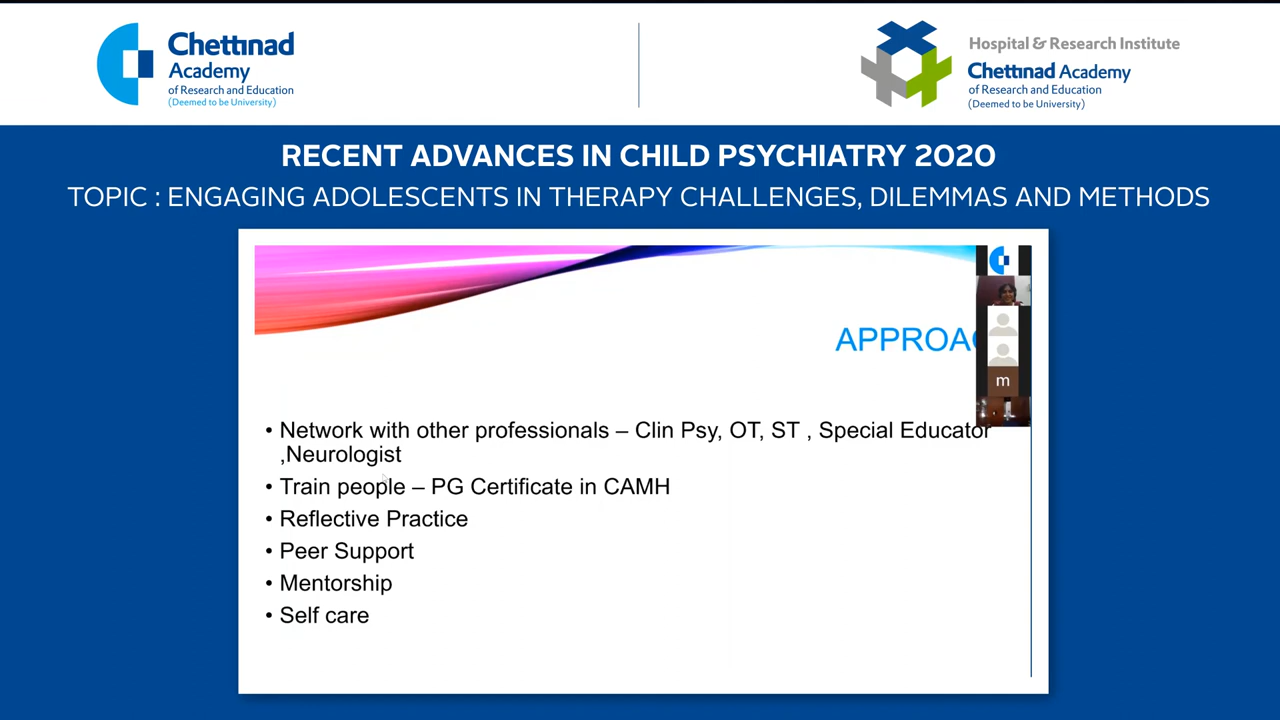 Chettinad
Academy
of Research and Education
(Deemed to be University)
Hospital & Research Institute
Chettinad Academy
of Research and Education
(Deemed to be University)
RECENT ADVANCES IN CHILD PSYCHIATRY 2020
TOPIC : ENGAGING ADOLESCENTS IN THERAPY CHALLENGES, DILEMMAS AND METHODS
APPROAC
m
• Network with other professionals – Clin Psy, OT, ST , Special Educator
,Neurologist
• Train people – PG Certificate in CAMH
• Reflective Practice
• Peer Support
• Mentorship
• Self care